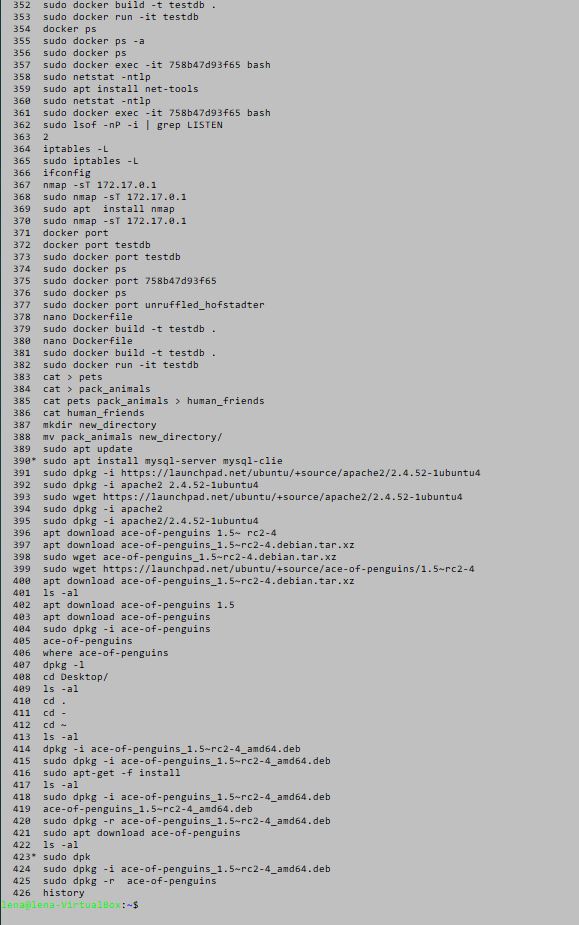 352 sudo docker build -t testdb .
353 sudo docker run -it testdb
354 docker ps
355 sudo docker ps -a
356 sudo docker ps
357 sudo docker exec -it 758b47d93f65 bash
358 sudo netstat -ntlp
359 sudo apt install net-tools
360 sudo netstat -ntlp
361 sudo docker exec -it 758b47d93f65 bash
362 sudo lsof -nP -i | grep LISTEN
363 2
364 iptables -L
365 sudo iptables -L
366 ifconfig
367 nmap -sT 172.17.0.1
368 sudo nmap -sT 172.17.0.1
369 sudo apt  install nmap
370 sudo nmap -sT 172.17.0.1
371 docker port
372 docker port testdb
373 sudo docker port testdb
374 sudo docker ps
375 sudo docker port 758b47d93f65
376 sudo docker ps
377 sudo docker port unruffled_hofstadter
378 nano Dockerfile
379 sudo docker build -t testdb .
380 nano Dockerfile
381 sudo docker build -t testdb .
382 sudo docker run -it testdb
383 cat > pets
384 cat > pack_animals
385 cat pets pack_animals > human_friends
386 cat human_friends
387 mkdir new_directory
388 mv pack_animals new_directory/
389 sudo apt update
390* sudo apt install mysql-server mysql-clie
391 sudo dpkg -i https://launchpad.net/ubuntu/+source/apache2/2.4.52-1ubuntu4
392 sudo dpkg -i apache2 2.4.52-1ubuntu4
393 sudo wget https://launchpad.net/ubuntu/+source/apache2/2.4.52-1ubuntu4
394 sudo dpkg -i apache2
395 sudo dpkg -i apache2/2.4.52-1ubuntu4
396 apt download ace-of-penguins 1.5~ rc2-4
397 apt download ace-of-penguins_1.5~rc2-4.debian.tar.xz
398 sudo wget ace-of-penguins_1.5~rc2-4.debian.tar.xz
399 sudo wget https://launchpad.net/ubuntu/+source/ace-of-penguins/1.5~rc2-4
400 apt download ace-of-penguins_1.5~rc2-4.debian.tar.xz
401 ls -al
402 apt download ace-of-penguins 1.5
403 apt download ace-of-penguins
404 sudo dpkg -i ace-of-penguins
405 ace-of-penguins
406 where ace-of-penguins
407 dpkg -l
408 cd Desktop/
409 ls -al
410 cd .
411 cd -
412 cd ~
413 ls -al
414 dpkg -i ace-of-penguins_1.5~rc2-4_amd64.deb
415 sudo dpkg -i ace-of-penguins_1.5~rc2-4_amd64.deb
416 sudo apt-get -f install
417 ls -al
418 sudo dpkg -i ace-of-penguins_1.5~rc2-4_amd64.deb
419 ace-of-penguins_1.5~rc2-4_amd64.deb
420 sudo dpkg -r ace-of-penguins_1.5~rc2-4_amd64.deb
421 sudo apt download ace-of-penguins
422 ls -al
423* sudo dpk
424 sudo dpkg -i ace-of-penguins_1.5~rc2-4_amd64.deb
425 sudo dpkg -r  ace-of-penguins
426 history
lena@lena-VirtualBox:~$